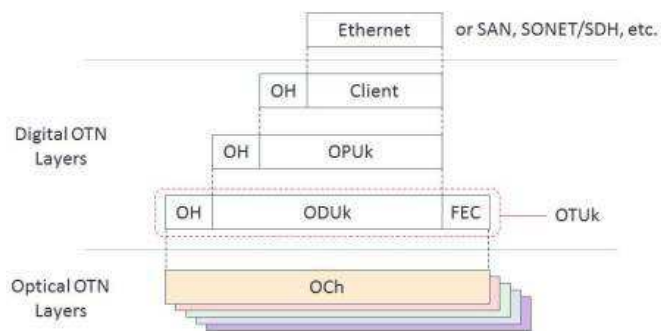 Ethernet
or SAN, SONET/SDH, etc.
OH
Client
Digital OTN
Layers
OH
OPUk
OH
ODUk
FEC
OTUk
Optical OTN
Layers
OCh